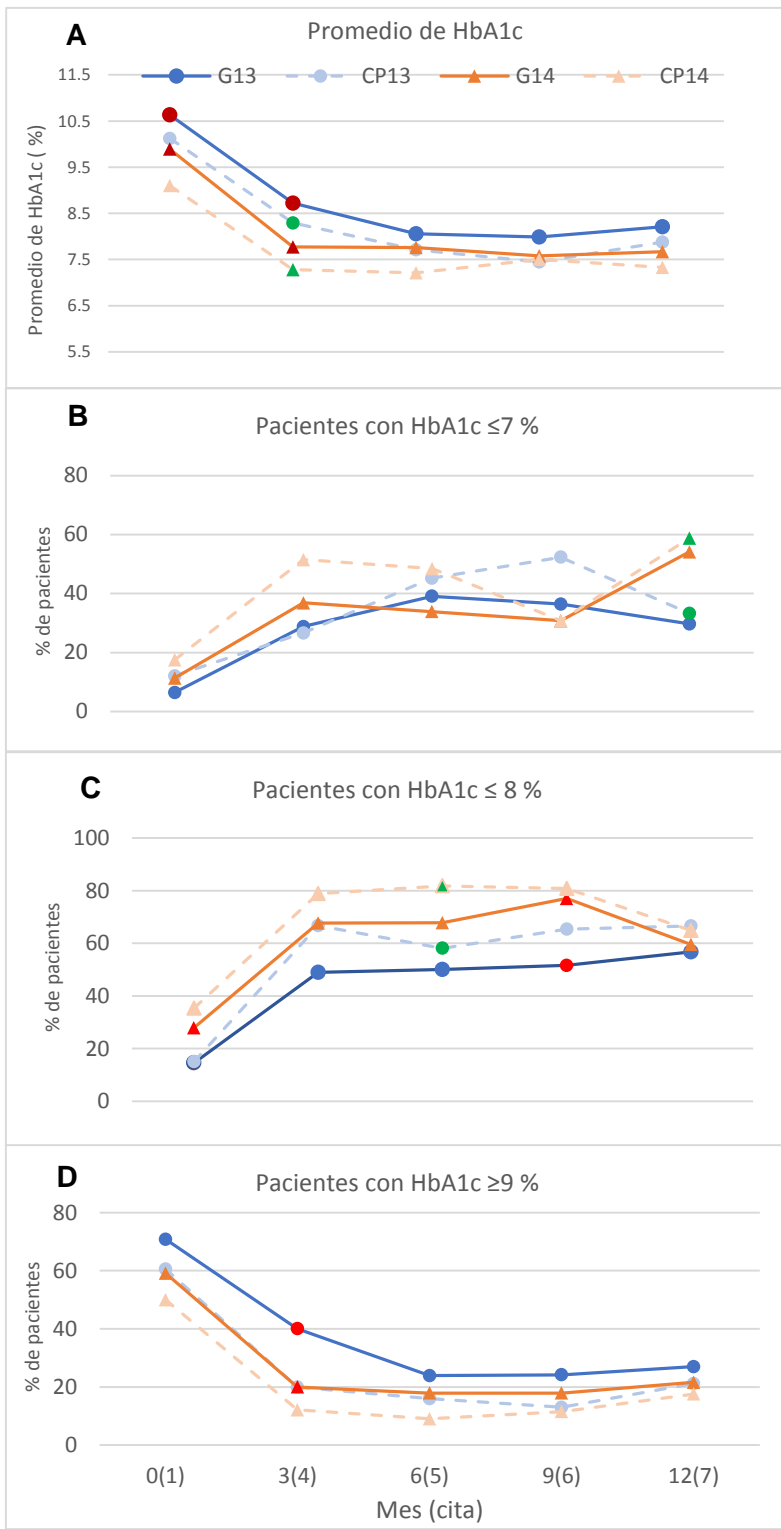 A
Promedio de HbA1c
G13 CP13 G14 CP14
11.5
10.5
9.5
8.5
7.5
6.5
5.5
Promedio de HbA1c ( %)
B
Pacientes con HbA1c ≤7 %
80
60
40
20
0
% de pacientes
C
Pacientes con HbA1c ≤ 8 %
100
80
60
40
20
0
% de pacientes
D
Pacientes con HbA1c ≥9 %
80
60
40
20
0
% de pacientes
0(1) 3(4) 6(5) 9(6) 12(7)
Mes (cita)